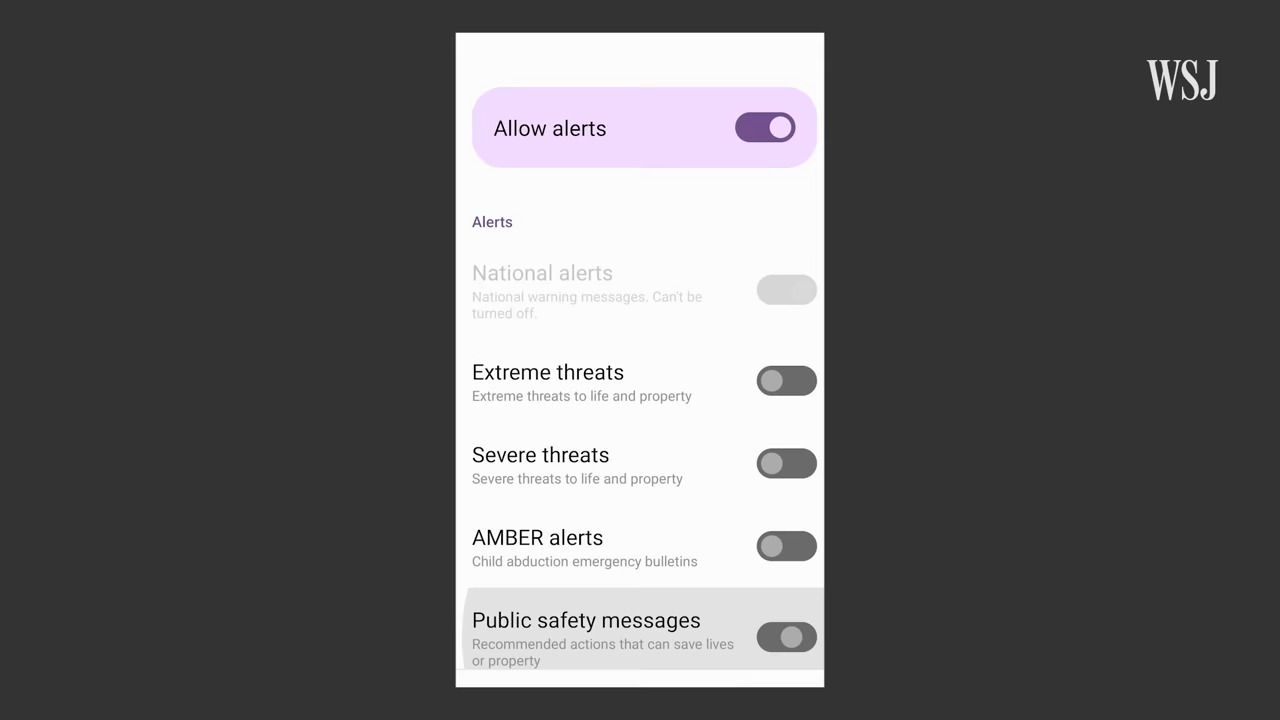 WSJ
Allow alerts
Alerts
National alerts
National warning messages. Can't be
turned off.
Extreme threats
Extreme threats to life and property
Severe threats
Severe threats to life and property
AMBER alerts
Child abduction emergency bulletins
Public safety messages
Recommended actions that can save lives
or property